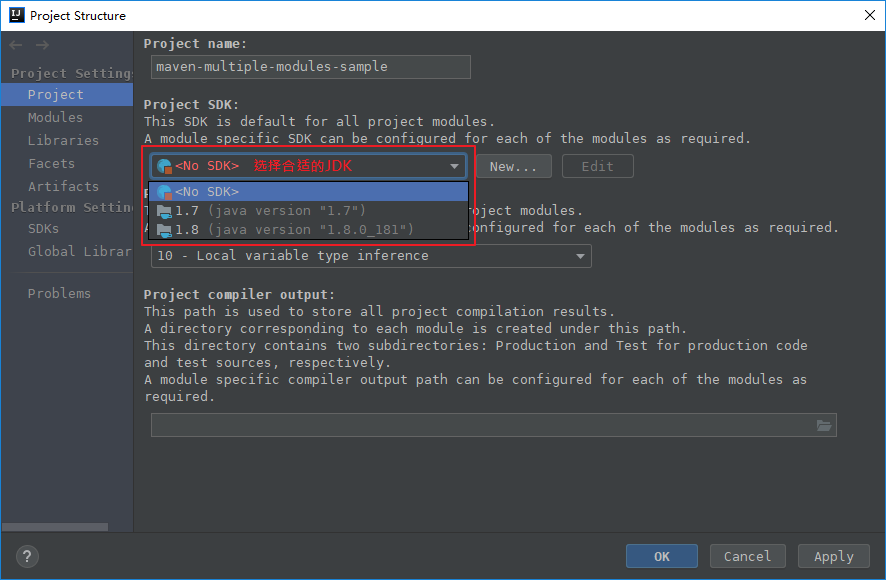 Project Structure
Project Settings
Project
Modules
Libraries
Facets
Artifacts
Platform Settin
SDKs
Global Librar
Problems
Project name:
maven-multiple-modules-sample
Project SDK:
This SDK is default for all project modules.
A module specific SDK can be configured for each of the modules as required.
<No SDK> 选择合适的JDK New... Edit
<No SDK>
1.7 (java version "1.7") oject modules.
1.8 (java version "1.8.0_181") configured for each of the modules as required.
10 - Local variable type inference
Project compiler output:
This path is used to store all project compilation results.
A directory corresponding to each module is created under this path.
This directory contains two subdirectories: Production and Test for production code
and test sources, respectively.
A module specific compiler output path can be configured for each of the modules as
required.
? OK Cancel Apply